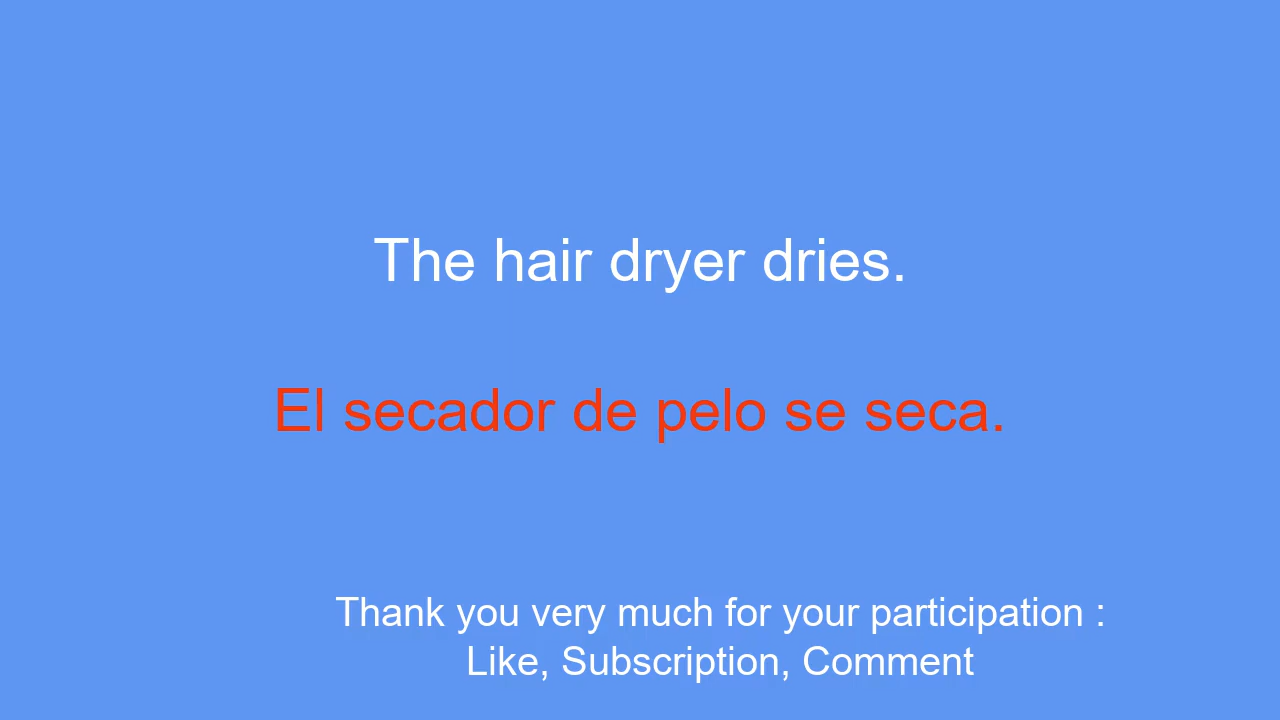 The hair dryer dries.
El secador de pelo se seca.
Thank you very much for your participation :
Like, Subscription, Comment